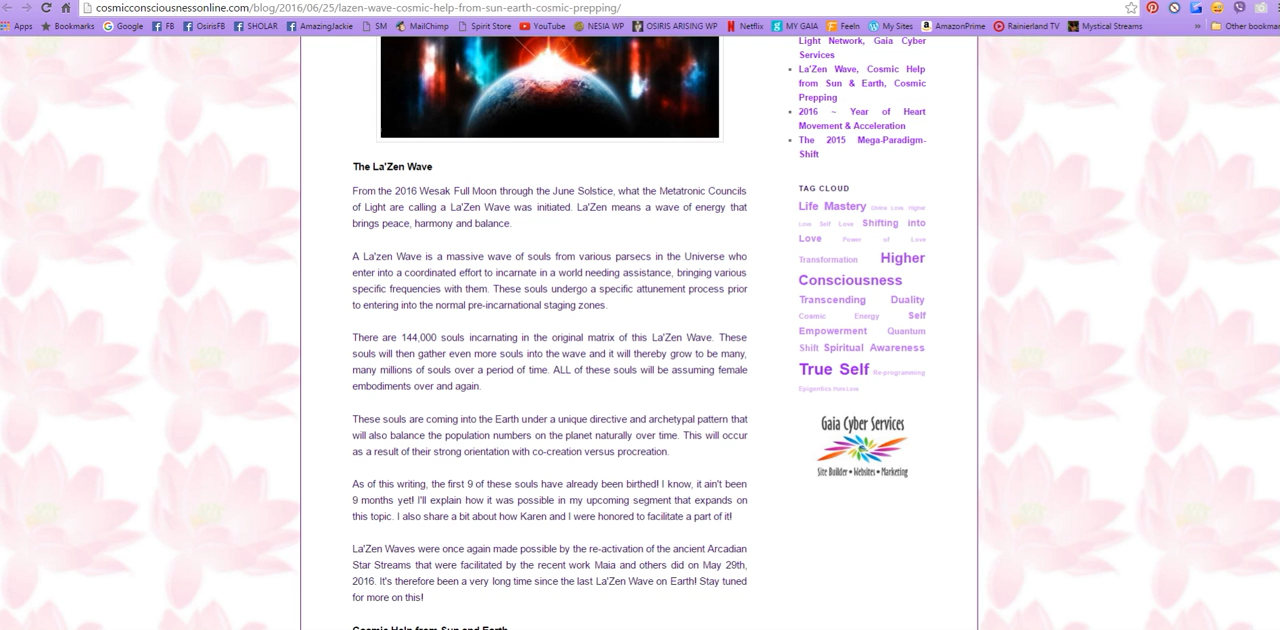 cosmicconsciousnessonline.com/blog/2016/06/25/lazen-wave-cosmic-help-from-sun-earth-cosmic-prepping/
Apps Bookmarks Google FB OsirisFB SHOLAR AmazingJackie SM MailChimp Spirit Store YouTube NESIA WP OSIRIS ARISING WP Netflix MY GAIA FeeIn My Sites AmazonPrime Rainierland TV Mystical Streams » Other bookmar
The La'Zen Wave
From the 2016 Wesak Full Moon through the June Solstice, what the Metatronic Councils
of Light are calling a La'Zen Wave was initiated. La'Zen means a wave of energy that
brings peace, harmony and balance.
A La'zen Wave is a massive wave of souls from various parsecs in the Universe who
enter into a coordinated effort to incarnate in a world needing assistance, bringing various
specific frequencies with them. These souls undergo a specific attunement process prior
to entering into the normal pre-incarnational staging zones.
There are 144,000 souls incarnating in the original matrix of this La'Zen Wave. These
souls will then gather even more souls into the wave and it will thereby grow to be many,
many millions of souls over a period of time. ALL of these souls will be assuming female
embodiments over and again.
These souls are coming into the Earth under a unique directive and archetypal pattern that
will also balance the population numbers on the planet naturally over time. This will occur
as a result of their strong orientation with co-creation versus procreation.
As of this writing, the first 9 of these souls have already been birthed! I know, it ain't been
9 months yet! I'll explain how it was possible in my upcoming segment that expands on
this topic. I also share a bit about how Karen and I were honored to facilitate a part of it!
La'Zen Waves were once again made possible by the re-activation of the ancient Arcadian
Star Streams that were facilitated by the recent work Maia and others did on May 29th,
2016. It's therefore been a very long time since the last La'Zen Wave on Earth! Stay tuned
for more on this!
Cosmic Help from Sun and Earth
Light Network, Gaia Cyber
Services
La'Zen Wave, Cosmic Help
from Sun & Earth, Cosmic
Prepping
2016 ~ Year of Heart
Movement & Acceleration
The 2015 Mega-Paradigm-
Shift
TAG CLOUD
Life Mastery Divine Love, Higher
Love Self Love Shifting into
Love Power of Love
Transformation Higher
Consciousness
Transcending Duality
Cosmic Energy Self
Empowerment Quantum
Shift Spiritual Awareness
True Self Re-programming
Epigentics
Gaia Cyber Services
Site Builder • Websites • Marketing